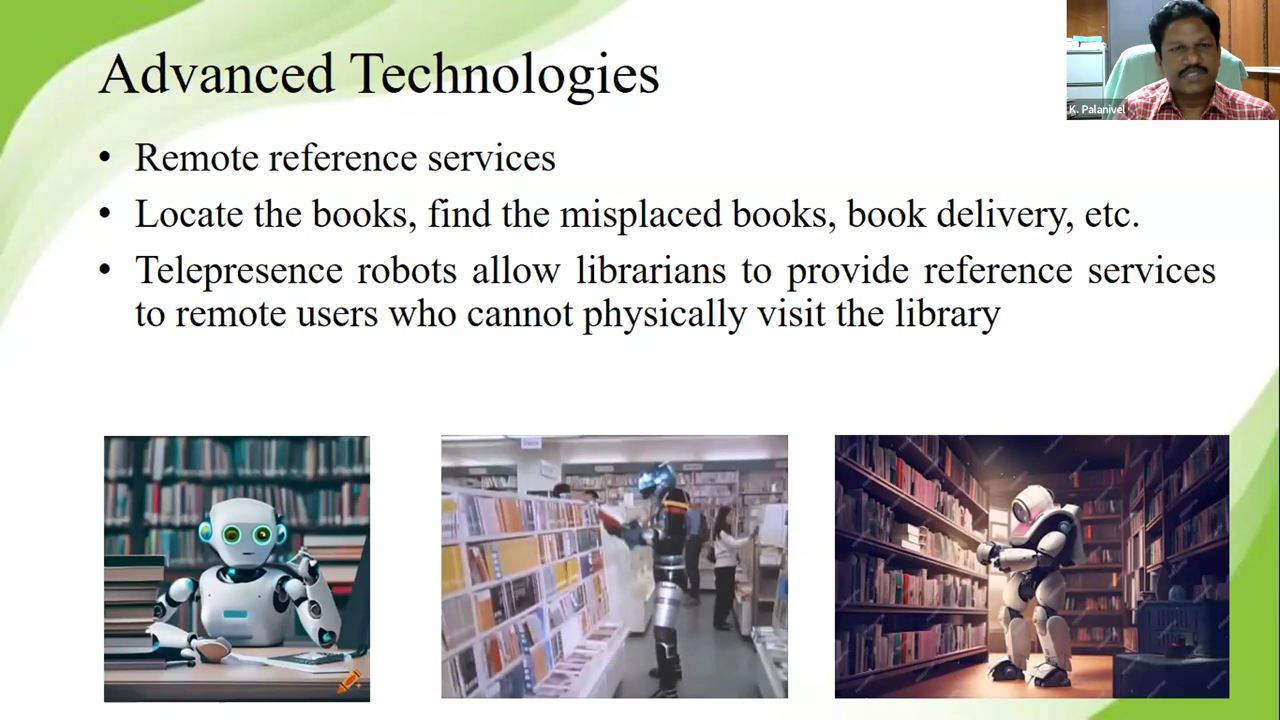 Advanced Technologies
K. Palanivel
• Remote reference services
• Locate the books, find the misplaced books, book delivery, etc.
• Telepresence robots allow librarians to provide reference services
to remote users who cannot physically visit the library